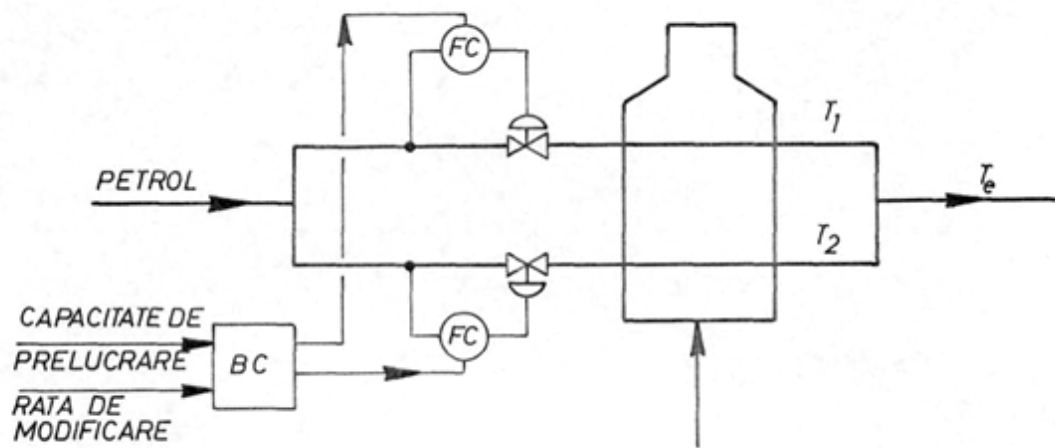 FC
T1
PETROL
Te
T2
CAPACITATE DE
PRELUCRARE
BC
FC
RATA DE
MODIFICARE